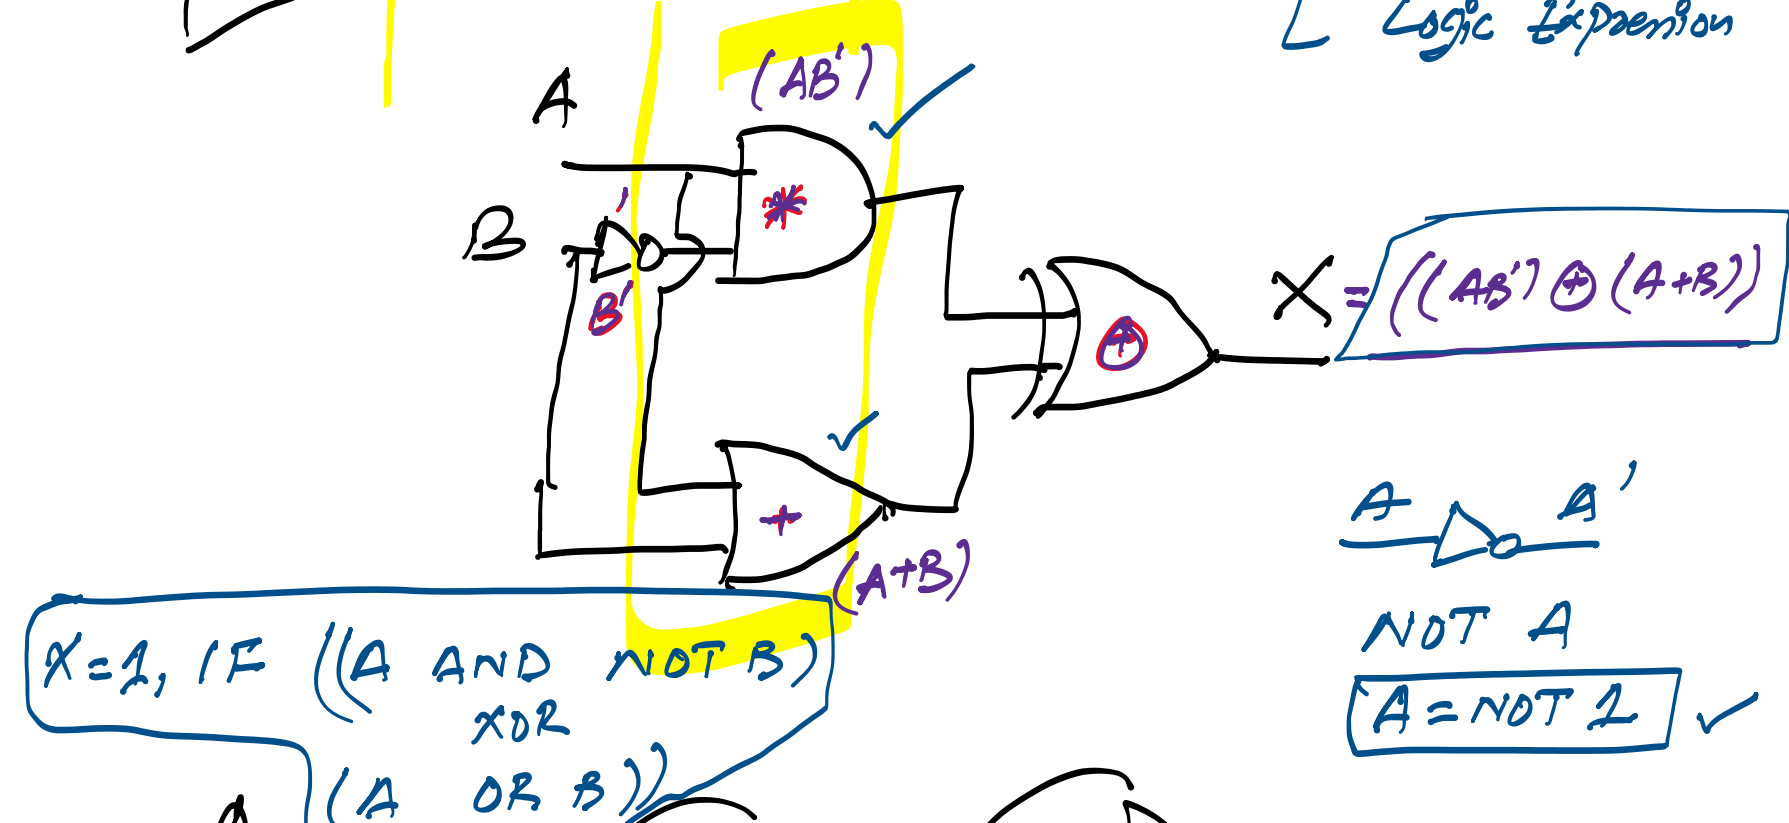 Logic Expression
(AB')
A
*
B
'
B'
⊕
X = ((AB') ⊕ (A+B))
+
(A+B)
A A'
NOT A
A = NOT 1
X=1, IF ((A AND NOT B)
XOR
(A OR B))